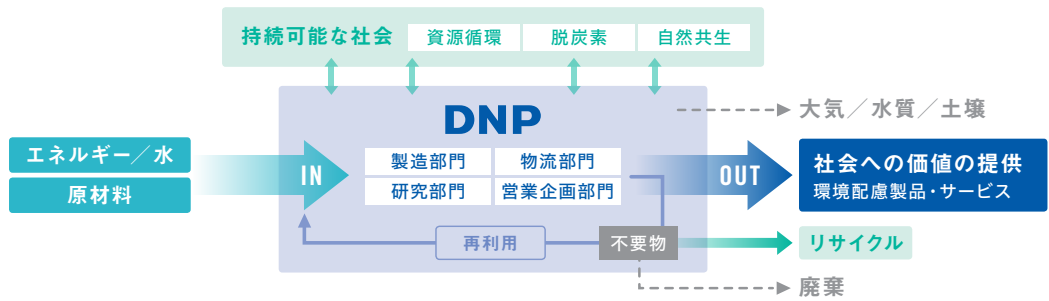 持続可能な社会
資源循環
脱炭素
自然共生
DNP
大気／水質／土壌
エネルギー／水
原材料
IN
製造部門
物流部門
研究部門
営業企画部門
OUT
社会への価値の提供
環境配慮製品・サービス
再利用
不要物
リサイクル
廃棄